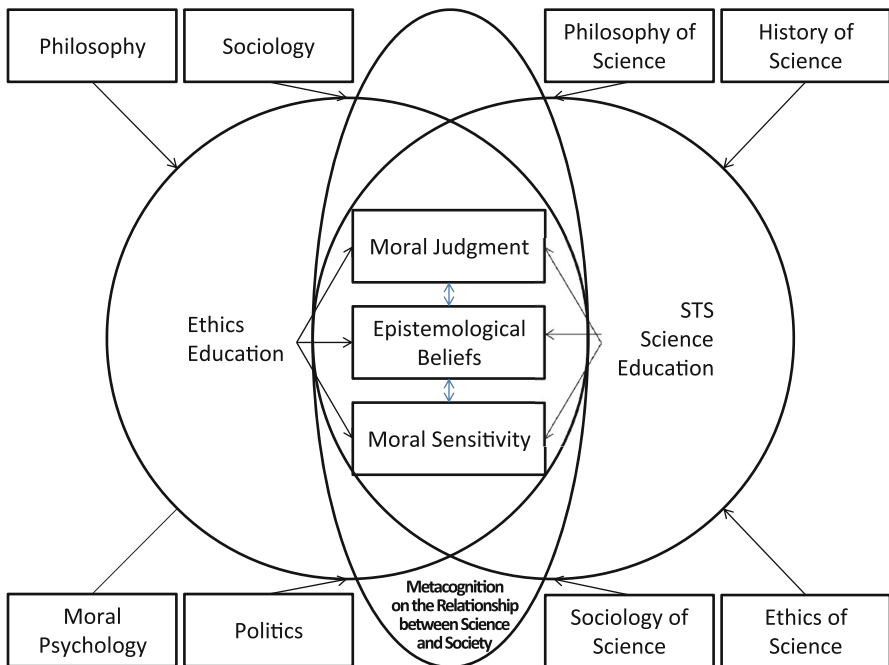 Philosophy
Sociology
Philosophy of
Science
History of
Science
Moral Judgment
Ethics
Education
Epistemological
Beliefs
STS
Science
Education
Moral Sensitivity
Metacognition
on the Relationship
between Science
and Society
Moral
Psychology
Politics
Sociology of
Science
Ethics of
Science